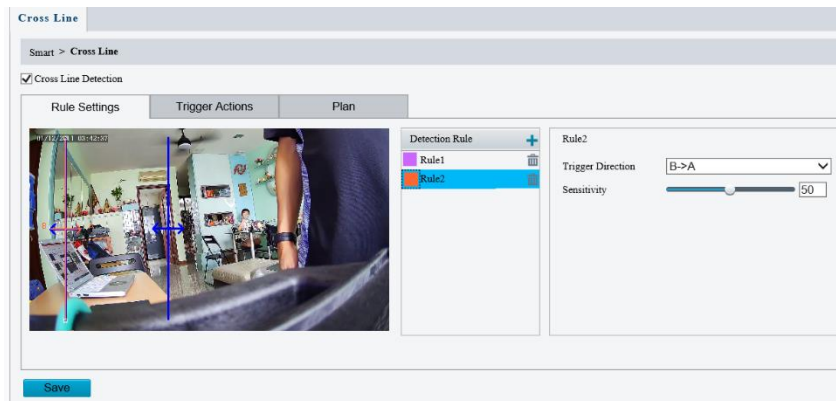 Cross Line
Smart > Cross Line
Cross Line Detection
Rule Settings
Trigger Actions
Plan
Detection Rule
Rule1
Rule2
Rule2
Trigger Direction B->A
Sensitivity 50
Save